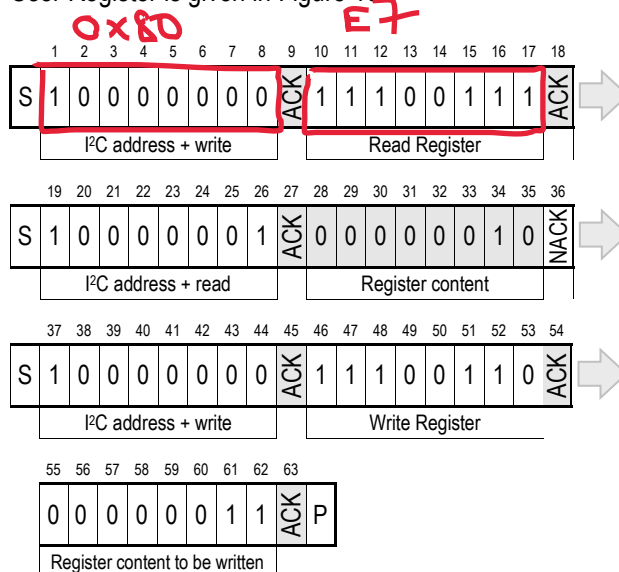 User Register is given in Figure 1
0x80 E7
1 2 3 4 5 6 7 8 9 10 11 12 13 14 15 16 17 18
S 1 0 0 0 0 0 0 0 ACK 1 1 1 0 0 1 1 1 ACK
I²C address + write Read Register
19 20 21 22 23 24 25 26 27 28 29 30 31 32 33 34 35 36
S 1 0 0 0 0 0 0 1 ACK 0 0 0 0 0 0 1 0 NACK
I²C address + read Register content
37 38 39 40 41 42 43 44 45 46 47 48 49 50 51 52 53 54
S 1 0 0 0 0 0 0 0 ACK 1 1 1 0 0 1 1 0 ACK
I²C address + write Write Register
55 56 57 58 59 60 61 62 63
0 0 0 0 0 0 1 1 ACK P
Register content to be written